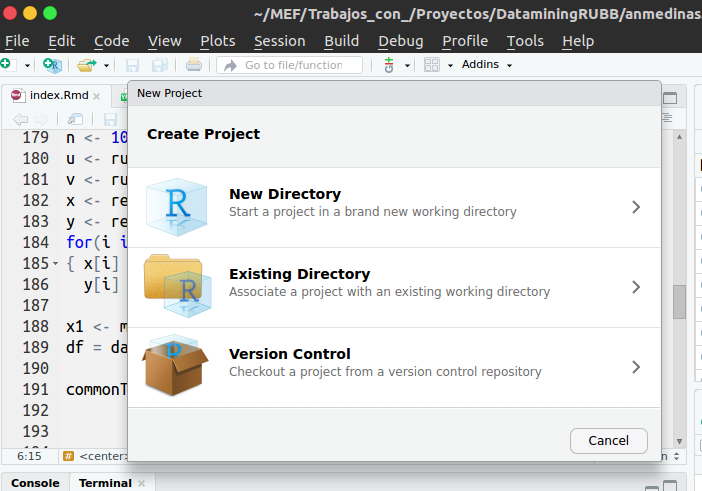 ~/MEF/Trabajos_con_/Proyectos/DataminingRUBB/anmedinas
File Edit Code View Plots Session Build Debug Profile Tools Help
Go to file/function
Addins
index.Rmd
New Project
Create Project
New Directory
Start a project in a brand new working directory
Existing Directory
Associate a project with an existing working directory
Version Control
Checkout a project from a version control repository
Cancel
179 n <- 10
180 u <- ru
181 v <- ru
182 x <- re
183 y <- re
184 for(i i
185 { x[i]
186 y[i]
187
188 x1 <- m
189 df = da
190
191 commonT
192
193
6:15 # <center>
Console Terminal